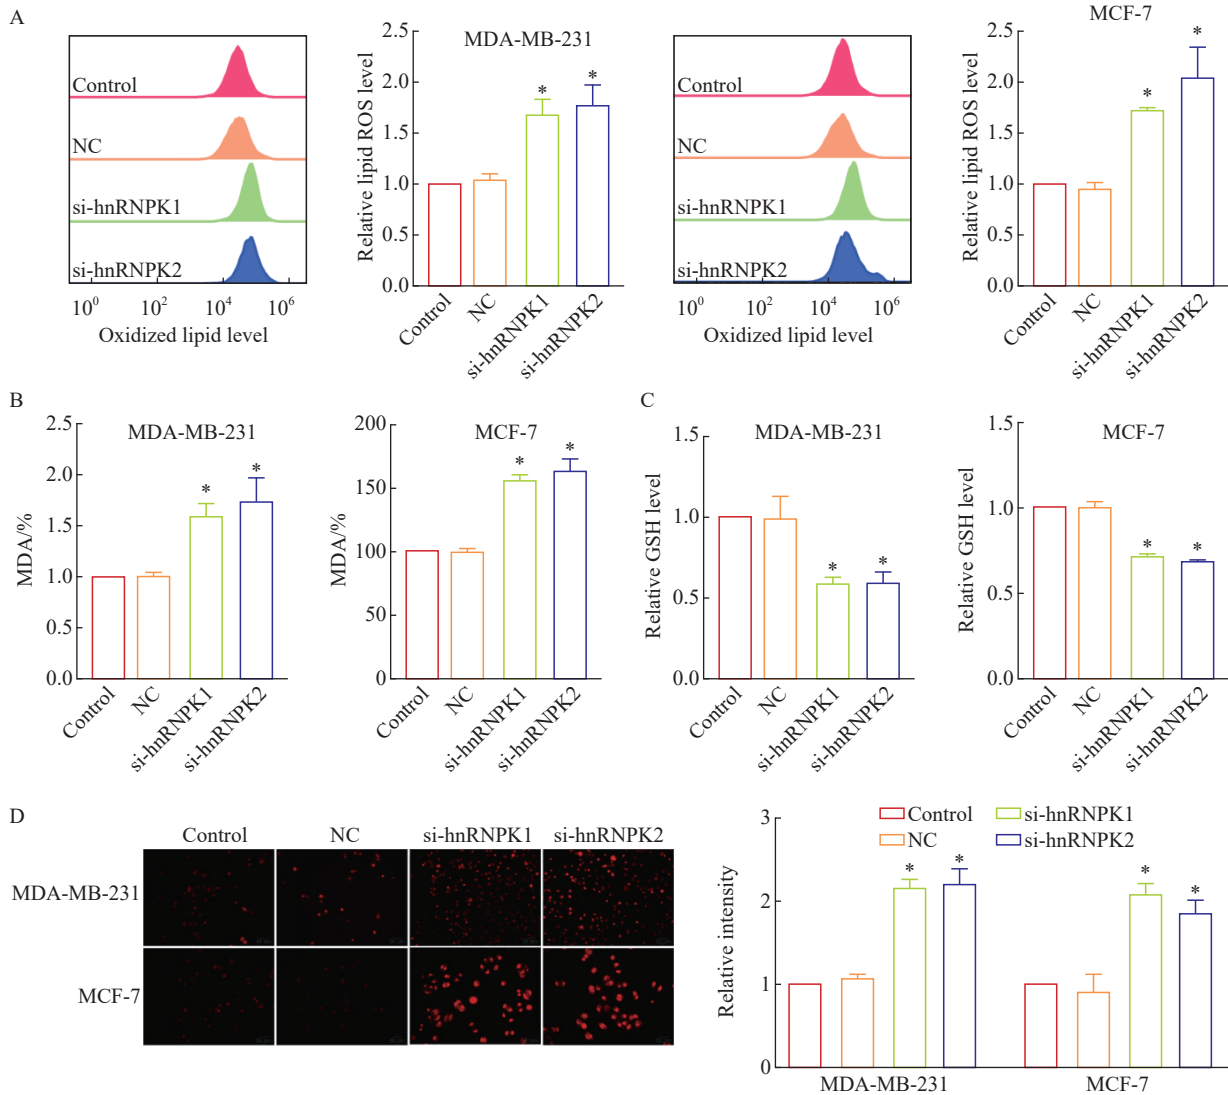 A
Control
NC
si-hnRNPK1
si-hnRNPK2
10^0 10^2 10^4 10^6
Oxidized lipid level
MDA-MB-231
Relative lipid ROS level
2.5
2.0
1.5
1.0
0.5
0.0
* *
Control
NC
si-hnRNPK1
si-hnRNPK2
Control
NC
si-hnRNPK1
si-hnRNPK2
10^0 10^2 10^4 10^6
Oxidized lipid level
MCF-7
Relative lipid ROS level
2.5
2.0
1.5
1.0
0.5
0.0
* *
Control
NC
si-hnRNPK1
si-hnRNPK2
B
MDA-MB-231
MDA/%
2.5
2.0
1.5
1.0
0.5
0.0
* *
Control
NC
si-hnRNPK1
si-hnRNPK2
MCF-7
MDA/%
200
150
100
50
0.0
* *
Control
NC
si-hnRNPK1
si-hnRNPK2
C
MDA-MB-231
Relative GSH level
1.5
1.0
0.5
0.0
* *
Control
NC
si-hnRNPK1
si-hnRNPK2
MCF-7
Relative GSH level
1.5
1.0
0.5
0.0
* *
Control
NC
si-hnRNPK1
si-hnRNPK2
D
Control NC si-hnRNPK1 si-hnRNPK2
MDA-MB-231
MCF-7
Relative intensity
3
2
1
0
Control si-hnRNPK1
NC si-hnRNPK2
* * * *
MDA-MB-231 MCF-7